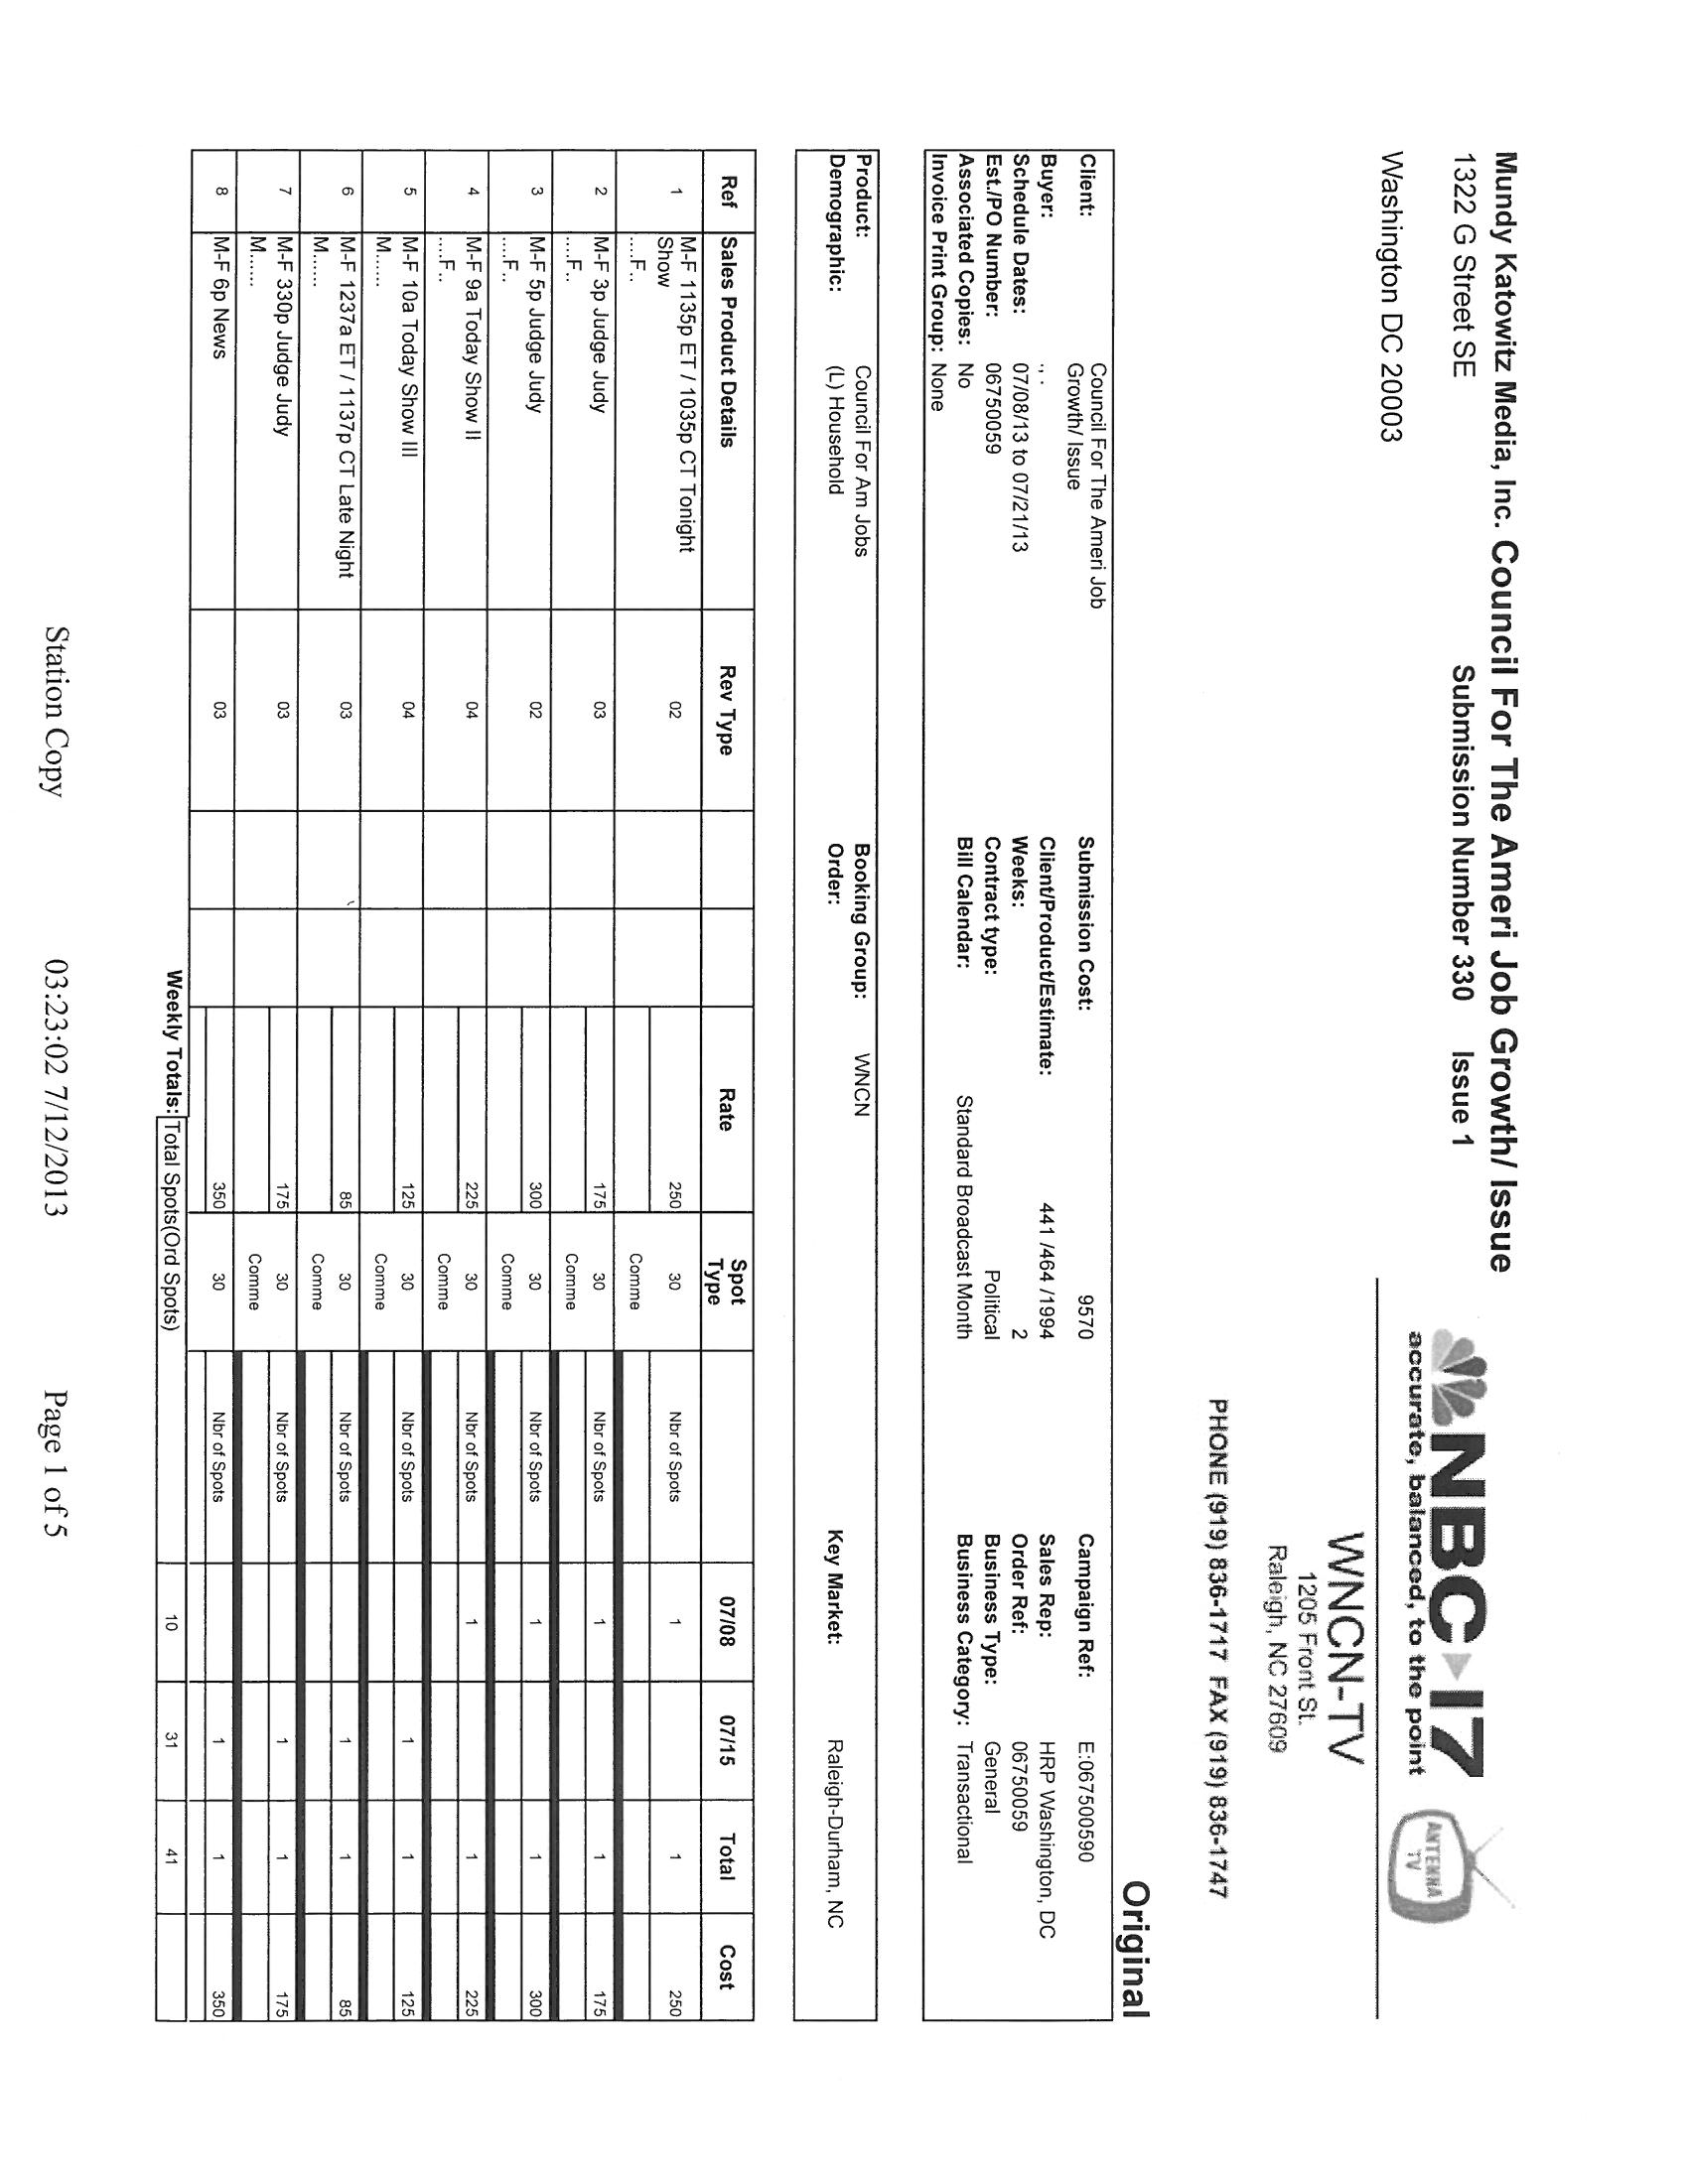 Mundy Katowitz Media, Inc. Council For The Ameri Job Growth/ Issue
1322 G Street SE
Submission Number 330 Issue 1
Washington DC 20003
NBC 17
accurate, balanced, to the point
ANTENNA TV
WNCN-TV
1205 Front St.
Raleigh, NC 27609
PHONE (919) 836-1717 FAX (919) 836-1747
Original
Client: Council For The Ameri Job Growth/ Issue
Submission Cost: 9570
Campaign Ref: E:067500590
Buyer: ., .
Client/Product/Estimate: 441 /464 /1994
Sales Rep: HRP Washington, DC
Schedule Dates: 07/08/13 to 07/21/13
Weeks: 2
Order Ref: 06750059
Est./PO Number: 06750059
Contract type: Political
Business Type: General
Associated Copies: No
Bill Calendar: Standard Broadcast Month
Business Category: Transactional
Invoice Print Group: None
Product: Council For Am Jobs
Booking Group: WNCN
Demographic: (L) Household
Order:
Key Market: Raleigh-Durham, NC
Ref Sales Product Details Rev Type Rate Spot Type 07/08 07/15 Total Cost
1 M-F 1135p ET / 1035p CT Tonight 02 250 30 Nbr of Spots 1 1 250
Show
....F.. Comme
2 M-F 3p Judge Judy 03 175 30 Nbr of Spots 1 1 175
....F.. Comme
3 M-F 5p Judge Judy 02 300 30 Nbr of Spots 1 1 300
....F.. Comme
4 M-F 9a Today Show II 04 225 30 Nbr of Spots 1 1 225
....F.. Comme
5 M-F 10a Today Show III 04 125 30 Nbr of Spots 1 1 125
M...... Comme
6 M-F 1237a ET / 1137p CT Late Night 03 85 30 Nbr of Spots 1 1 85
M...... Comme
7 M-F 330p Judge Judy 03 175 30 Nbr of Spots 1 1 175
M...... Comme
8 M-F 6p News 03 350 30 Nbr of Spots 1 1 350
Weekly Totals: Total Spots(Ord Spots) 10 31 41
Station Copy 03:23:02 7/12/2013 Page 1 of 5